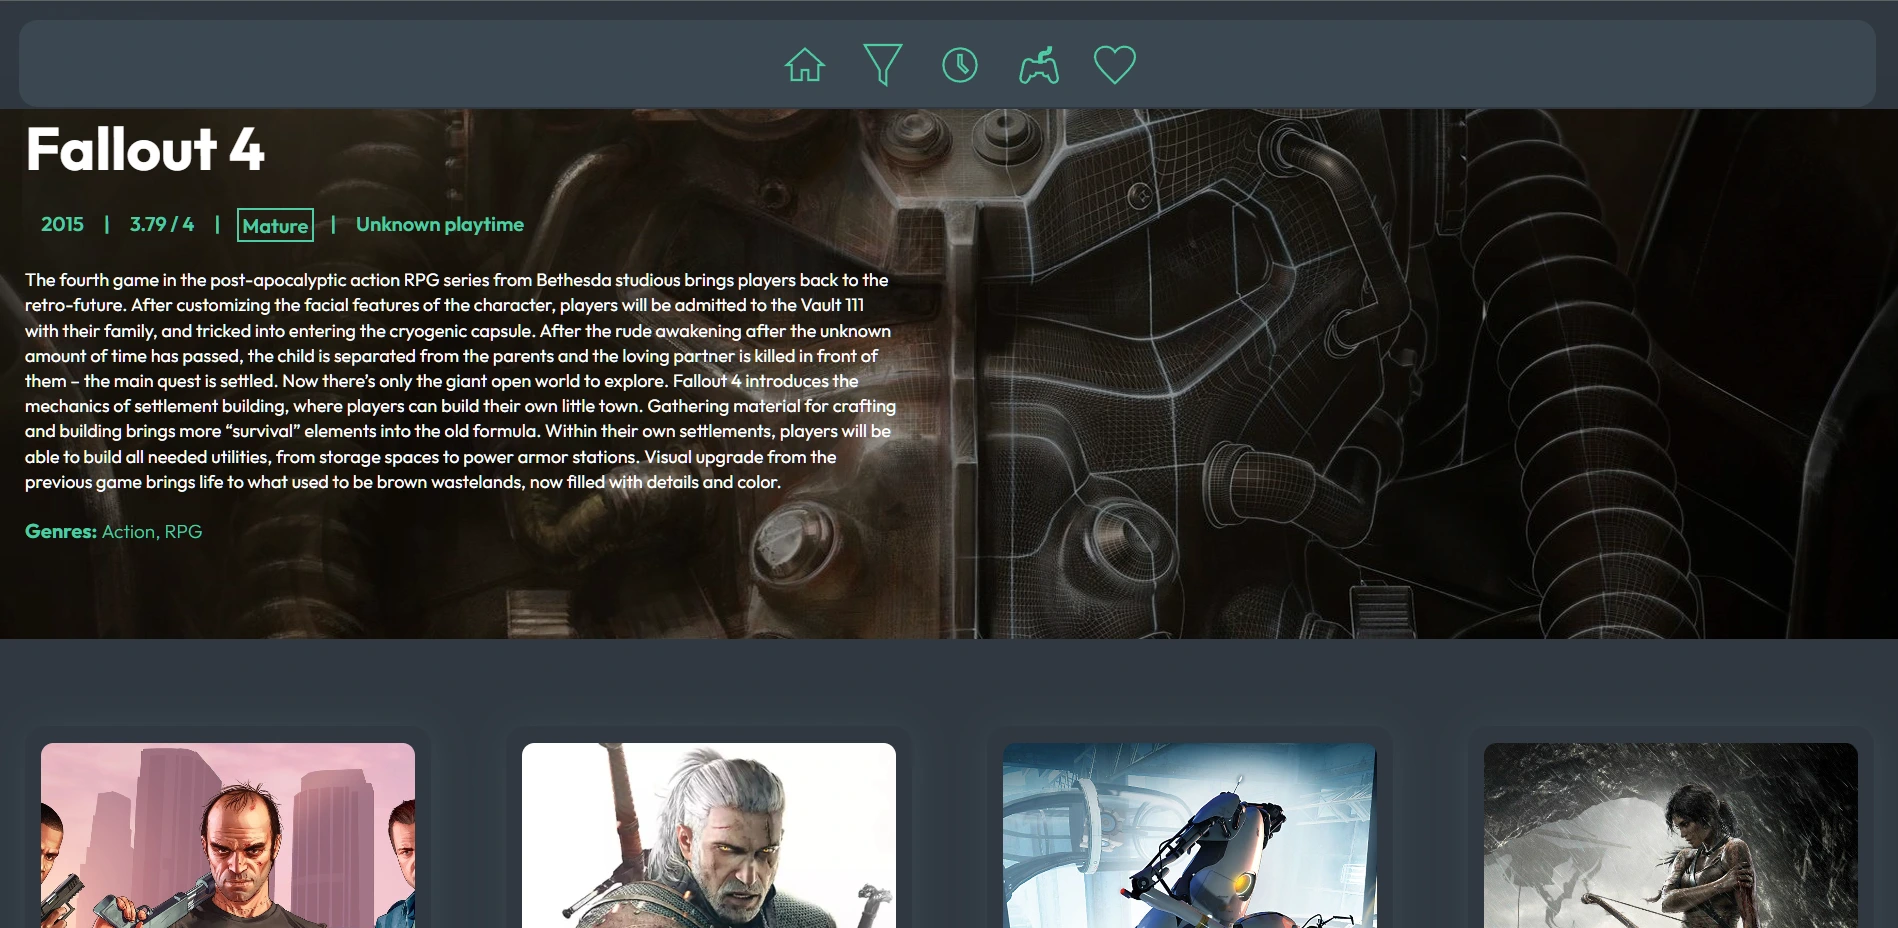 Fallout 4
2015 | 3.79 / 4 | Mature | Unknown playtime
The fourth game in the post-apocalyptic action RPG series from Bethesda studious brings players back to the
retro-future. After customizing the facial features of the character, players will be admitted to the Vault 111
with their family, and tricked into entering the cryogenic capsule. After the rude awakening after the unknown
amount of time has passed, the child is separated from the parents and the loving partner is killed in front of
them – the main quest is settled. Now there’s only the giant open world to explore. Fallout 4 introduces the
mechanics of settlement building, where players can build their own little town. Gathering material for crafting
and building brings more “survival” elements into the old formula. Within their own settlements, players will be
able to build all needed utilities, from storage spaces to power armor stations. Visual upgrade from the
previous game brings life to what used to be brown wastelands, now filled with details and color.
Genres: Action, RPG